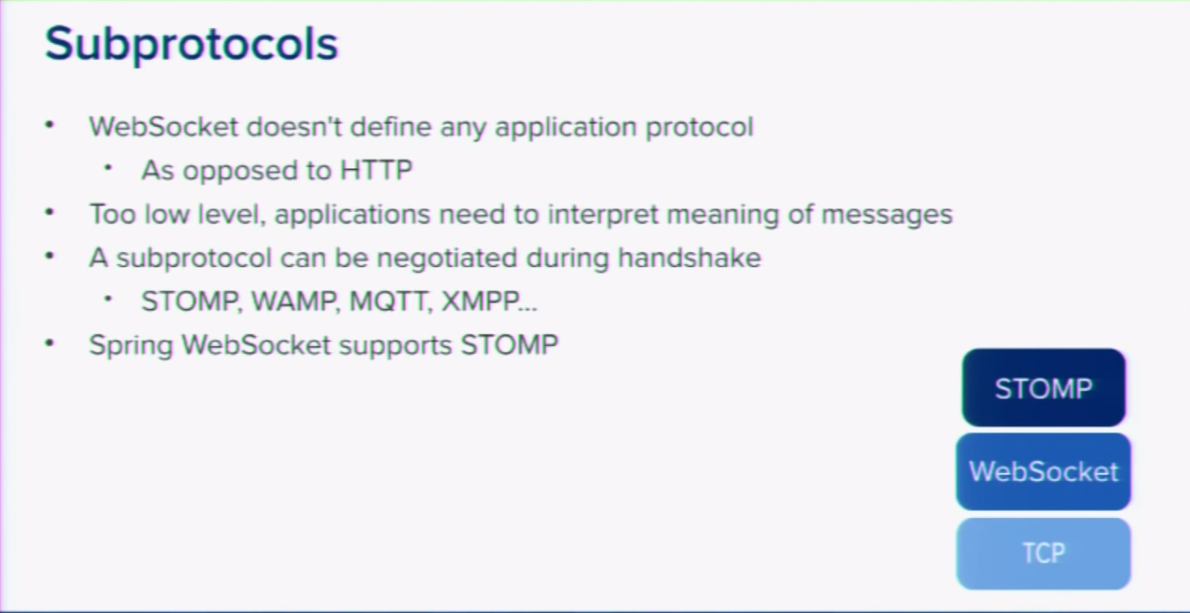 Subprotocols
• WebSocket doesn't define any application protocol
• As opposed to HTTP
• Too low level, applications need to interpret meaning of messages
• A subprotocol can be negotiated during handshake
• STOMP, WAMP, MQTT, XMPP...
• Spring WebSocket supports STOMP
STOMP
WebSocket
TCP